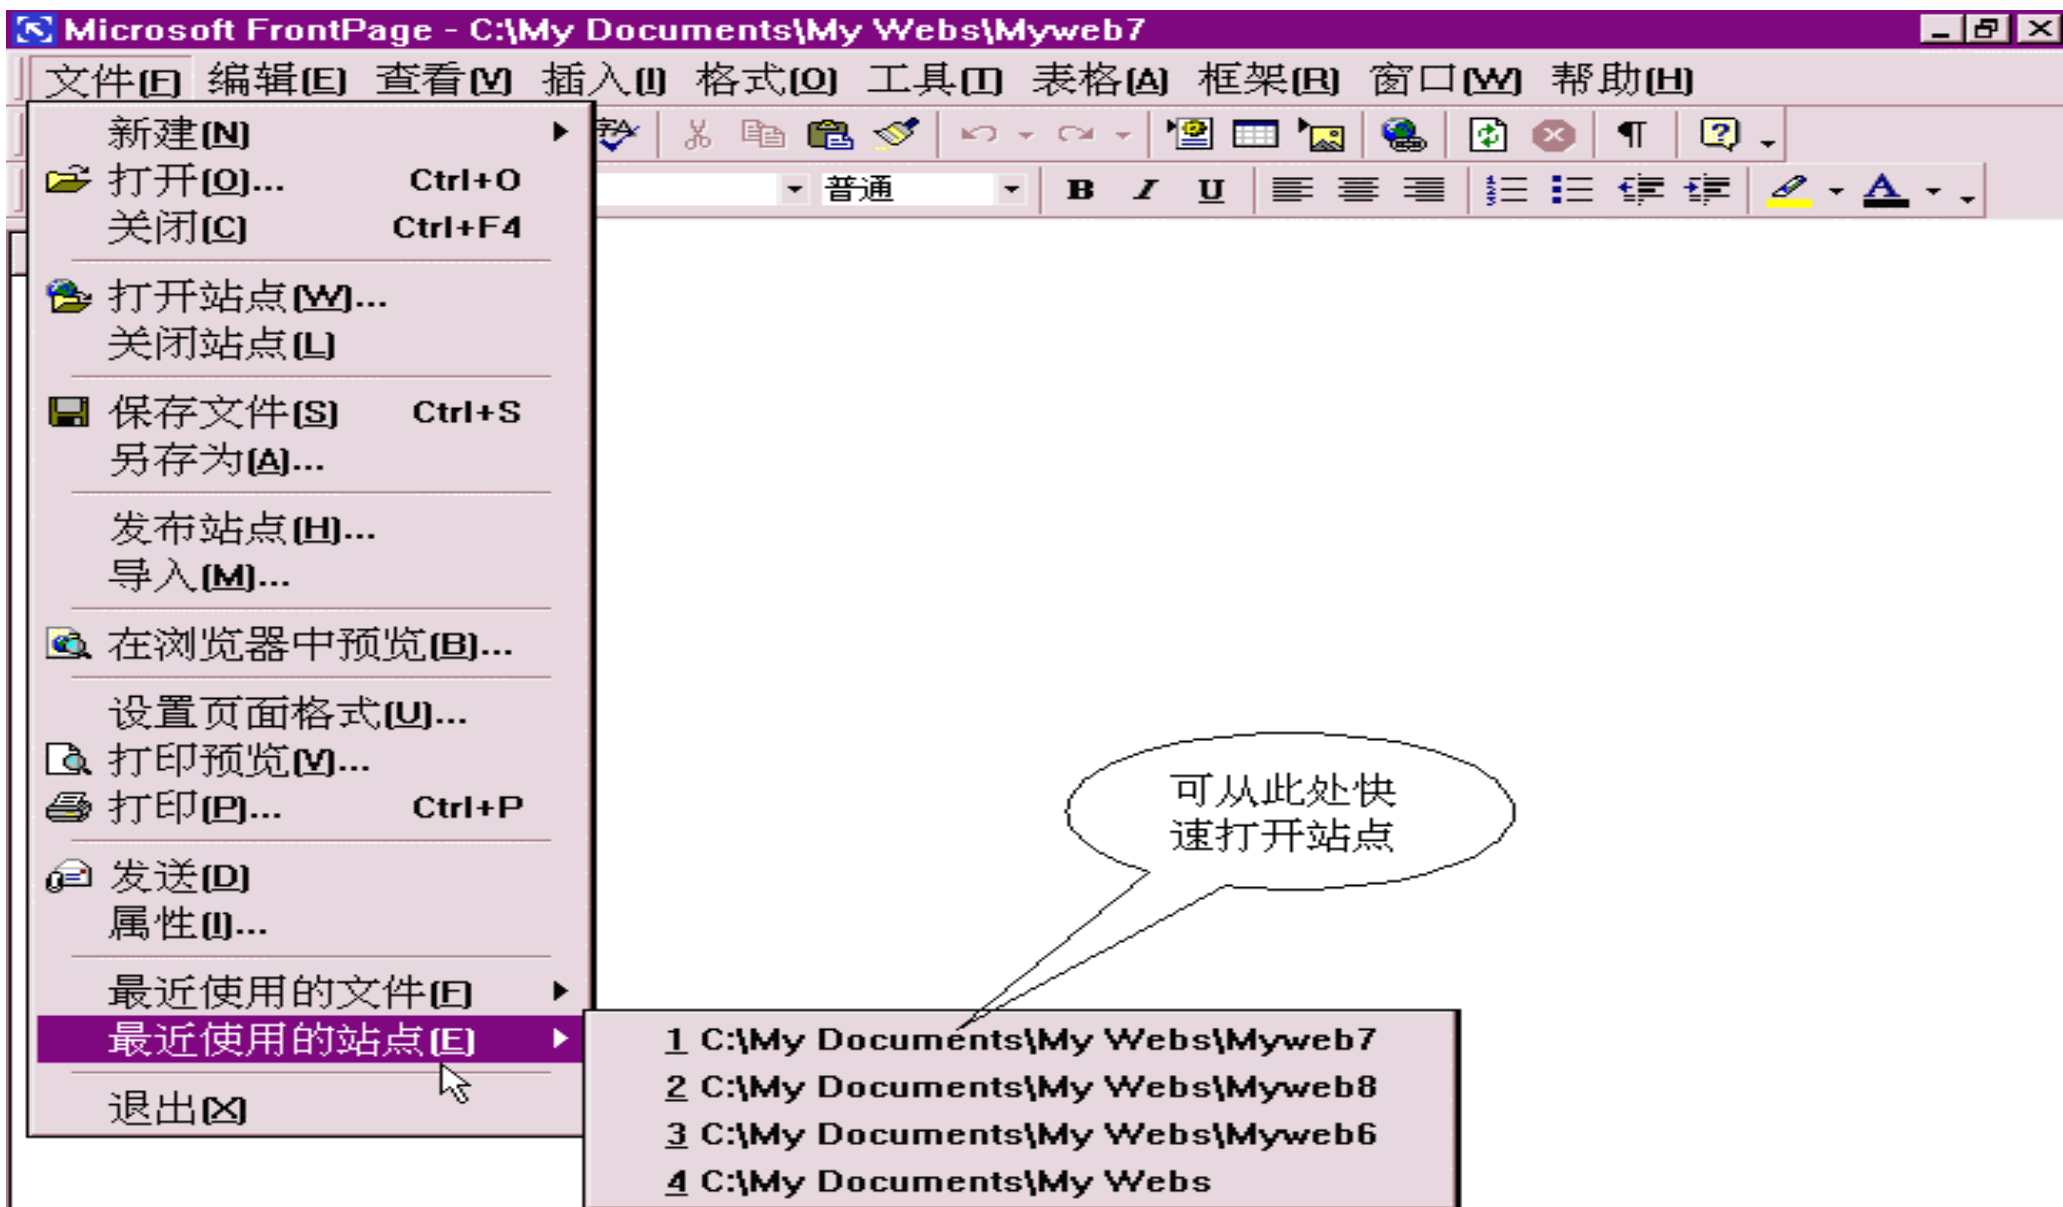 Microsoft FrontPage - C:\My Documents\My Webs\Myweb7
文件(F) 编辑(E) 查看(V) 插入(I) 格式(O) 工具(T) 表格(A) 框架(R) 窗口(W) 帮助(H)
新建(N)
打开(O)... Ctrl+O
普通 B I U A
关闭(C) Ctrl+F4
打开站点(W)...
关闭站点(L)
保存文件(S) Ctrl+S
另存为(A)...
发布站点(H)...
导入(M)...
在浏览器中预览(B)...
设置页面格式(U)...
打印预览(V)...
打印(P)... Ctrl+P
发送(D)
属性(I)...
最近使用的文件(F)
最近使用的站点(E)
退出(X)
可从此处快
速打开站点
1 C:\My Documents\My Webs\Myweb7
2 C:\My Documents\My Webs\Myweb8
3 C:\My Documents\My Webs\Myweb6
4 C:\My Documents\My Webs